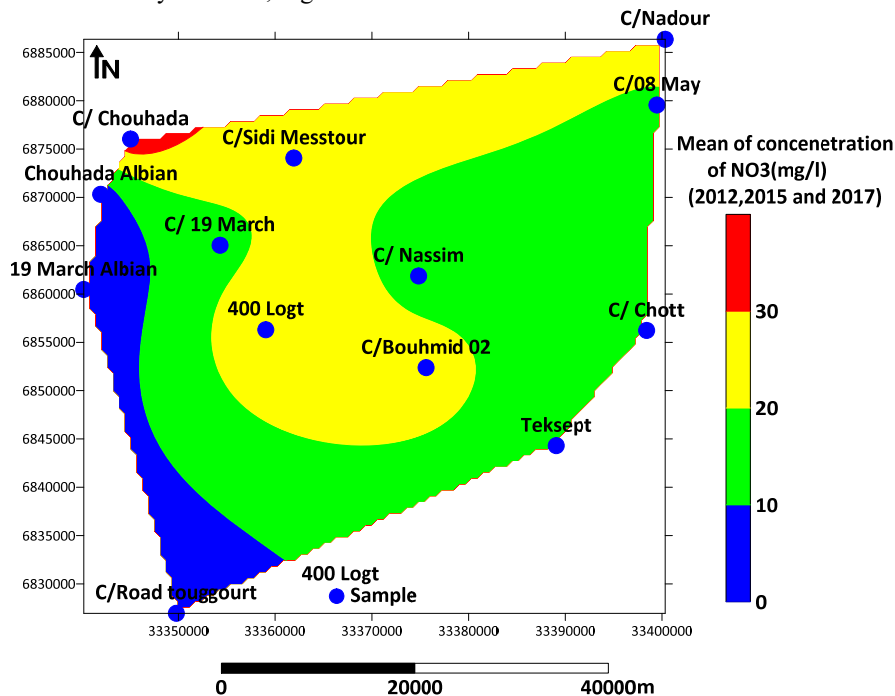 C/Nadour
6885000
N
C/08 May
6880000
C/ Chouhada
C/Sidi Messtour
6875000
Mean of concenetration
of NO3(mg/l)
(2012,2015 and 2017)
Chouhada Albian
6870000
C/ 19 March
6865000
C/ Nassim
19 March Albian
6860000
400 Logt
C/ Chott
30
6855000
C/Bouhmid 02
6850000
20
Teksept
6845000
6840000
10
6835000
400 Logt
6830000
C/Road touggourt
Sample
0
33350000 33360000 33370000 33380000 33390000 33400000
0 20000 40000m